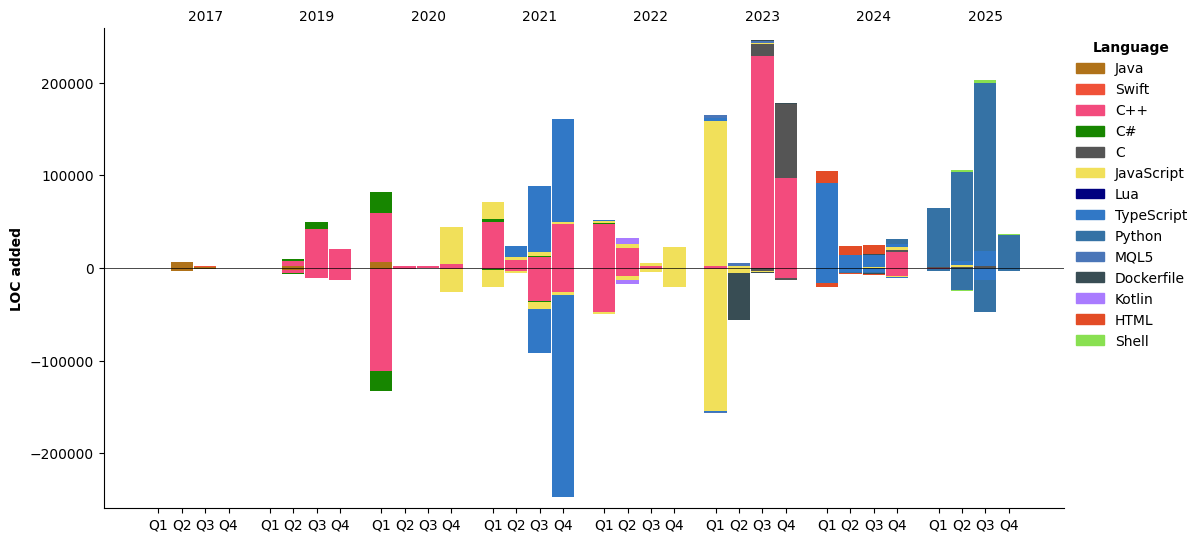 2017 2019 2020 2021 2022 2023 2024 2025
LOC added
200000
100000
0
−100000
−200000
Q1 Q2 Q3 Q4 Q1 Q2 Q3 Q4 Q1 Q2 Q3 Q4 Q1 Q2 Q3 Q4 Q1 Q2 Q3 Q4 Q1 Q2 Q3 Q4 Q1 Q2 Q3 Q4 Q1 Q2 Q3 Q4
Language
Java
Swift
C++
C#
C
JavaScript
Lua
TypeScript
Python
MQL5
Dockerfile
Kotlin
HTML
Shell